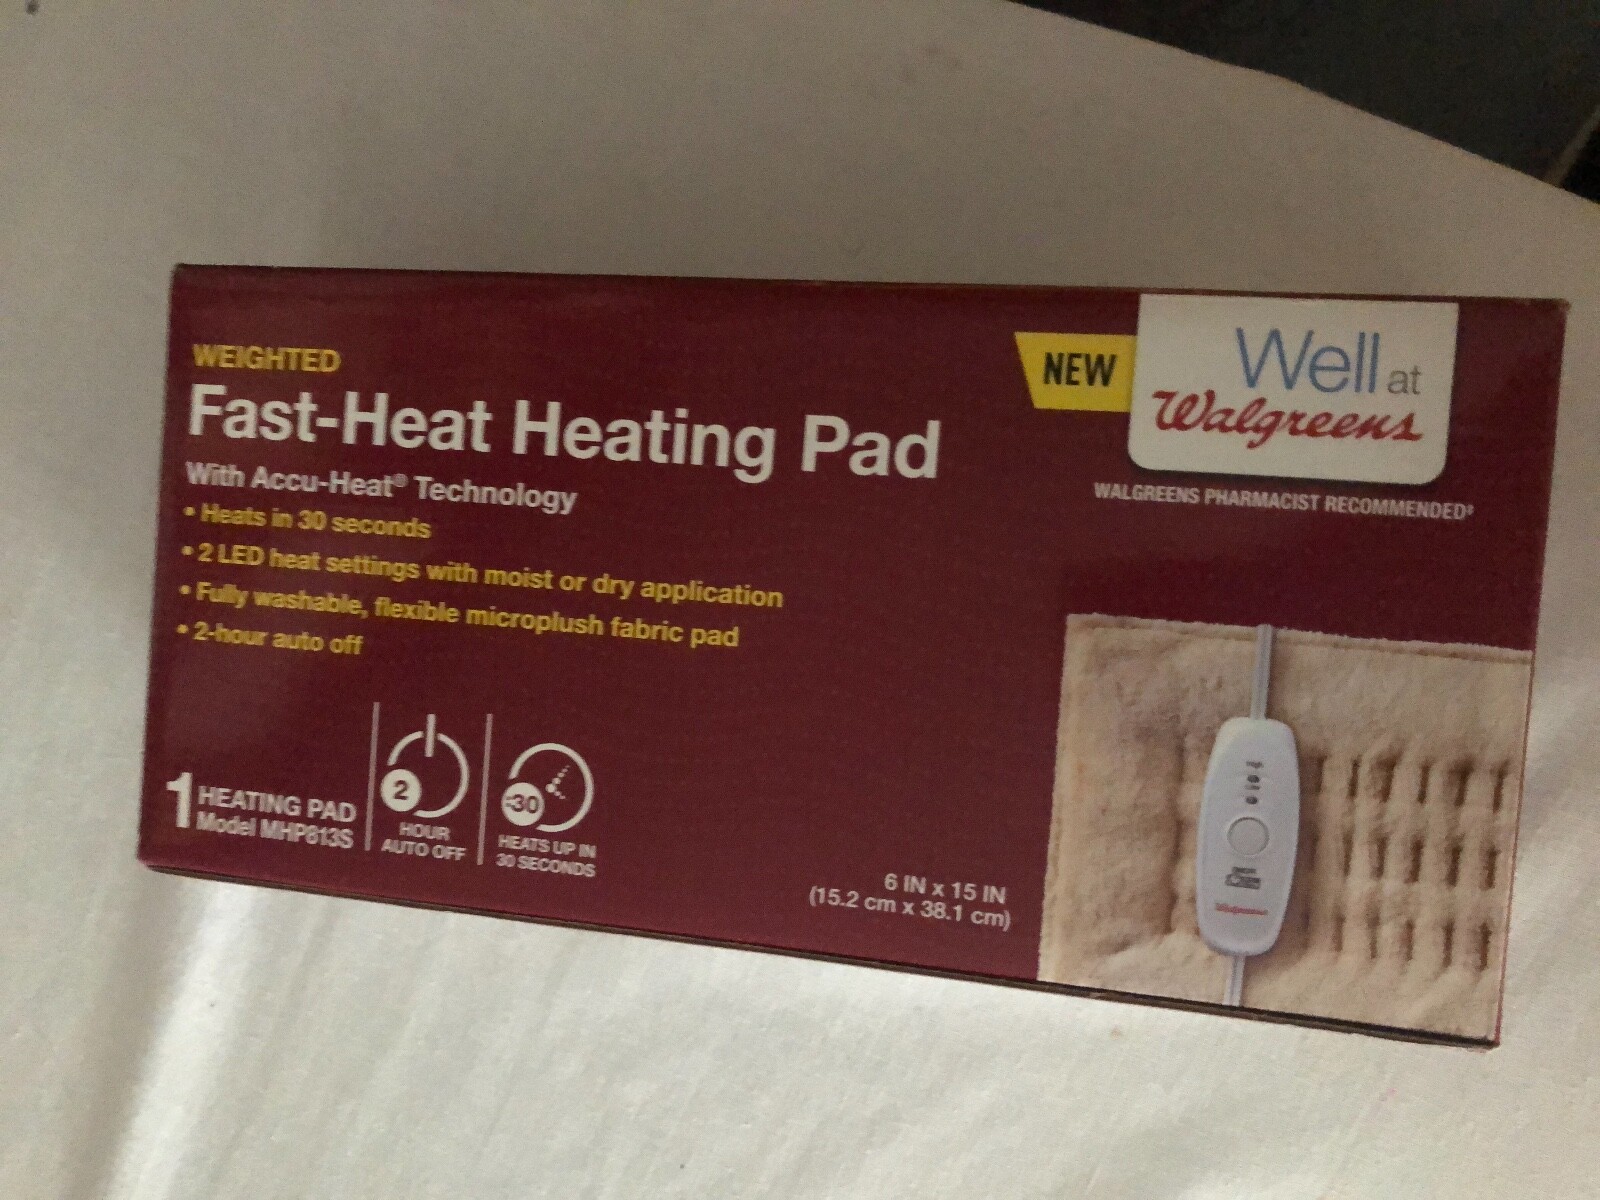 WEIGHTED
Fast-Heat Heating Pad
With Accu-Heat® Technology
• Heats in 30 seconds
• 2 LED heat settings with moist or dry application
• Fully washable, flexible microplush fabric pad
• 2-hour auto off
NEW
Well at
Walgreens
WALGREENS PHARMACIST RECOMMENDED‡
1 HEATING PAD
Model MHP813S
2
HOUR
AUTO OFF
:30
HEATS UP IN
30 SECONDS
6 IN x 15 IN
(15.2 cm x 38.1 cm)
Walgreens